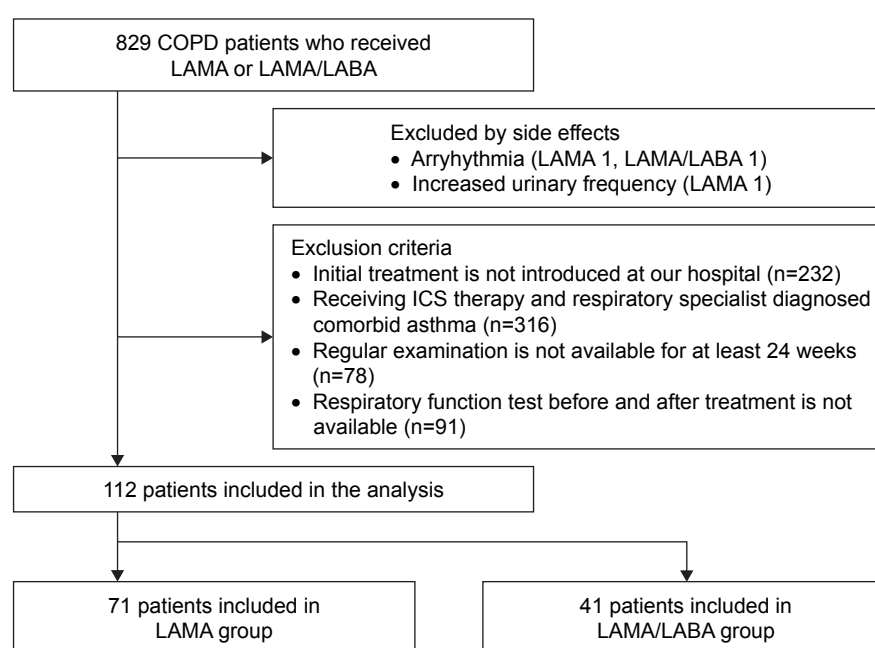 829 COPD patients who received
LAMA or LAMA/LABA
Excluded by side effects
• Arryhythmia (LAMA 1, LAMA/LABA 1)
• Increased urinary frequency (LAMA 1)
Exclusion criteria
• Initial treatment is not introduced at our hospital (n=232)
• Receiving ICS therapy and respiratory specialist diagnosed
comorbid asthma (n=316)
• Regular examination is not available for at least 24 weeks
(n=78)
• Respiratory function test before and after treatment is not
available (n=91)
112 patients included in the analysis
71 patients included in
LAMA group
41 patients included in
LAMA/LABA group